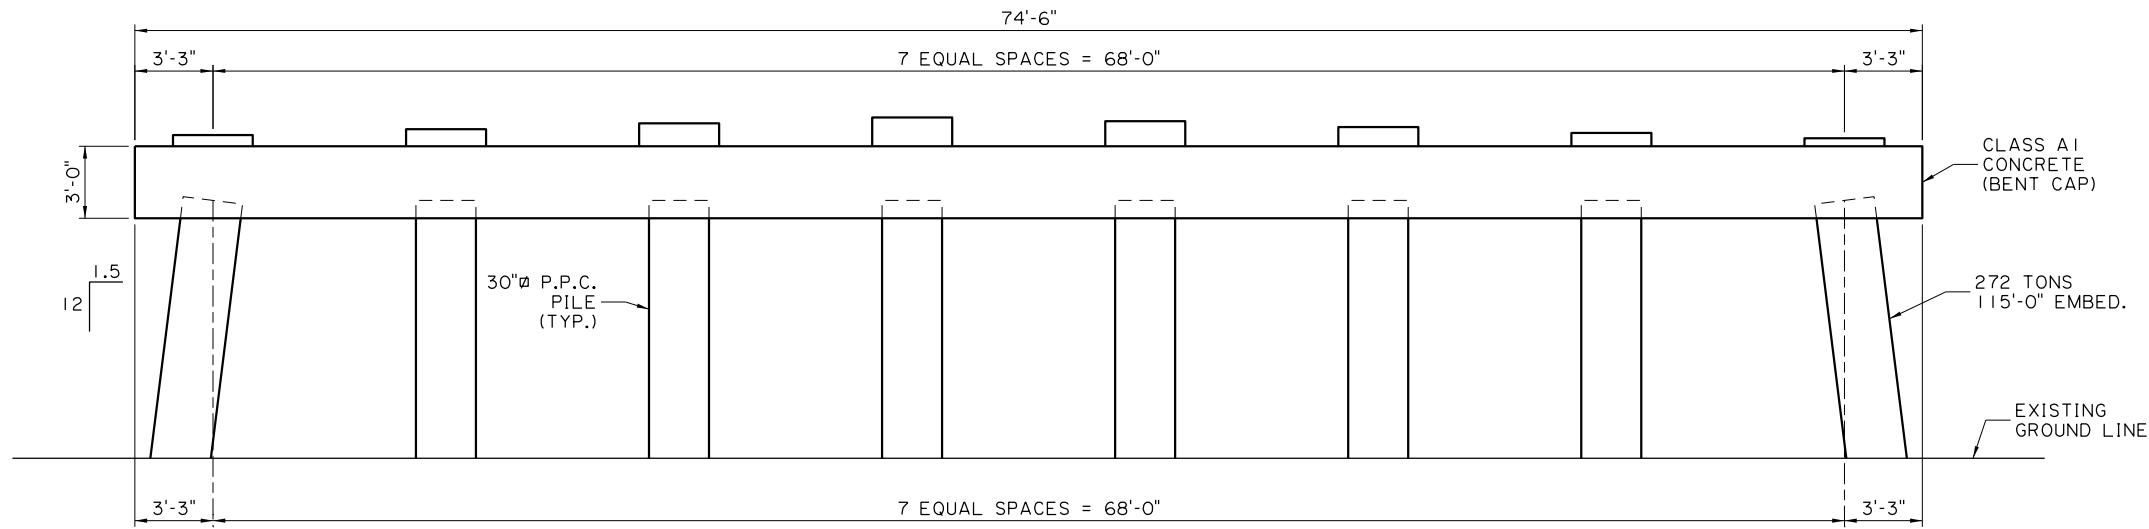 74'-6"
3'-3"
7 EQUAL SPACES = 68'-0"
3'-3"
3'-0"
CLASS A1
CONCRETE
(BENT CAP)
1.5
12
30"⌀ P.P.C.
PILE
(TYP.)
272 TONS
115'-0" EMBED.
EXISTING
GROUND LINE
3'-3"
7 EQUAL SPACES = 68'-0"
3'-3"